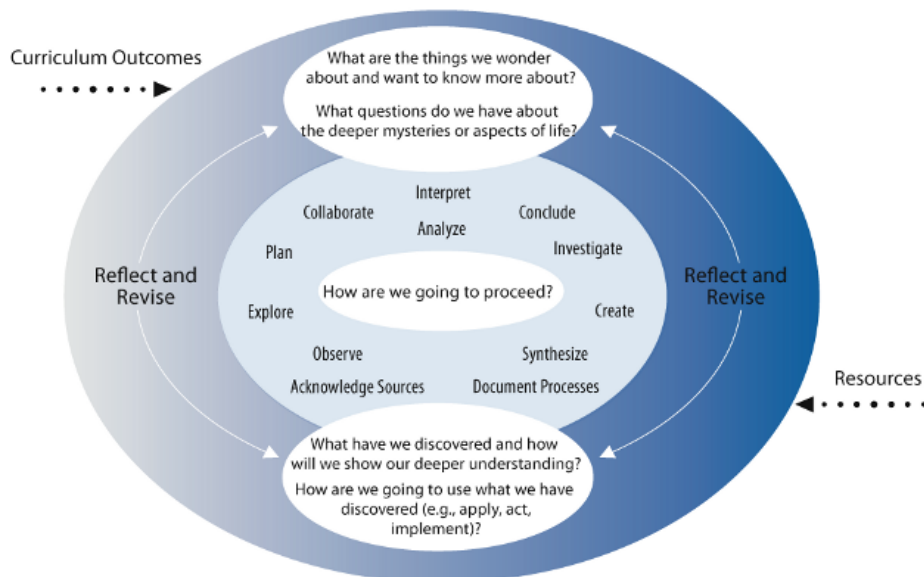 Curriculum Outcomes
What are the things we wonder
about and want to know more about?
What questions do we have about
the deeper mysteries or aspects of life?
Interpret
Collaborate
Conclude
Analyze
Plan
Investigate
Reflect and
Revise
How are we going to proceed?
Reflect and
Revise
Explore
Create
Observe
Synthesize
Acknowledge Sources
Document Processes
Resources
What have we discovered and how
will we show our deeper understanding?
How are we going to use what we have
discovered (e.g., apply, act,
implement)?